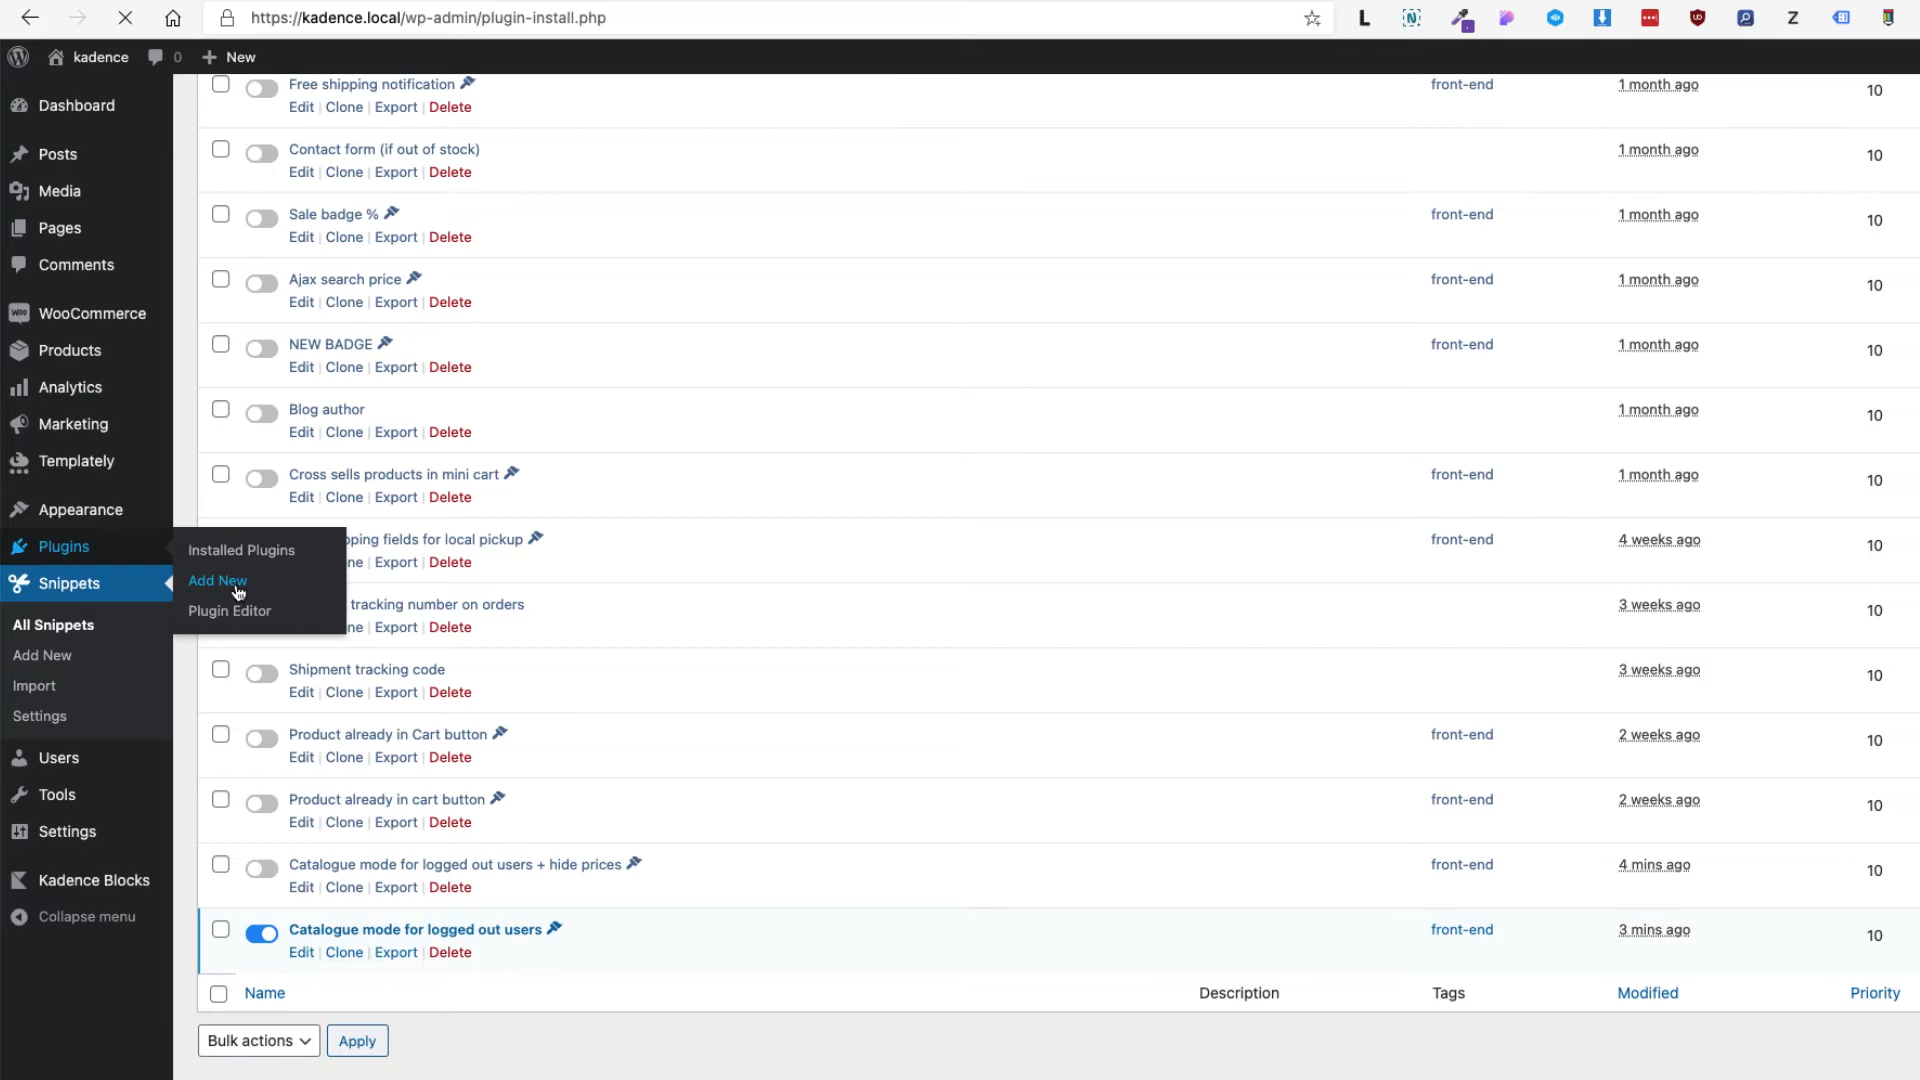 https://kadence.local/wp-admin/plugin-install.php
kadence 0 New
Dashboard
Posts
Media
Pages
Comments
WooCommerce
Products
Analytics
Marketing
Templately
Appearance
Plugins
Snippets
All Snippets
Add New
Import
Settings
Users
Tools
Settings
Kadence Blocks
Collapse menu
Installed Plugins
Add New
Plugin Editor
Free shipping notification front-end 1 month ago 10
Edit | Clone | Export | Delete
Contact form (if out of stock) 1 month ago 10
Edit | Clone | Export | Delete
Sale badge % front-end 1 month ago 10
Edit | Clone | Export | Delete
Ajax search price front-end 1 month ago 10
Edit | Clone | Export | Delete
NEW BADGE front-end 1 month ago 10
Edit | Clone | Export | Delete
Blog author 1 month ago 10
Edit | Clone | Export | Delete
Cross sells products in mini cart front-end 1 month ago 10
Edit | Clone | Export | Delete
pping fields for local pickup front-end 4 weeks ago 10
ne | Export | Delete
tracking number on orders 3 weeks ago 10
ne | Export | Delete
Shipment tracking code 3 weeks ago 10
Edit | Clone | Export | Delete
Product already in Cart button front-end 2 weeks ago 10
Edit | Clone | Export | Delete
Product already in cart button front-end 2 weeks ago 10
Edit | Clone | Export | Delete
Catalogue mode for logged out users + hide prices front-end 4 mins ago 10
Edit | Clone | Export | Delete
Catalogue mode for logged out users front-end 3 mins ago 10
Edit | Clone | Export | Delete
Name Description Tags Modified Priority
Bulk actions Apply